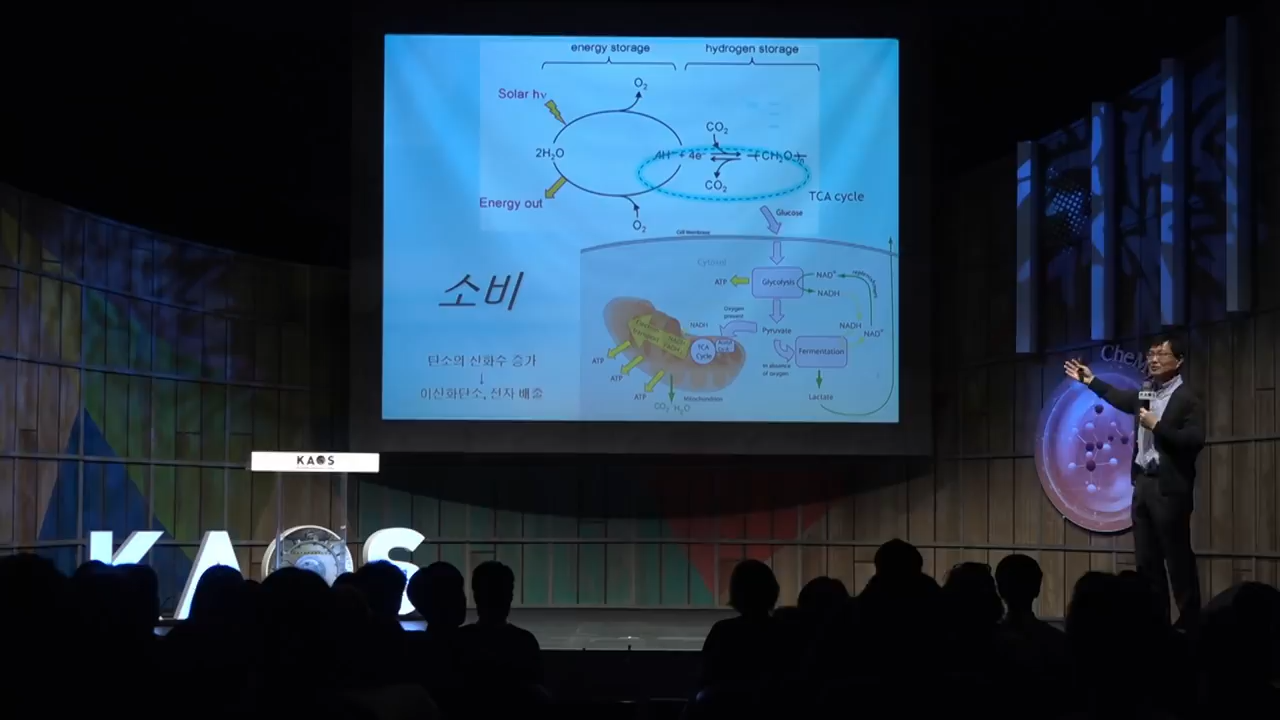 energy storage
hydrogen storage
O₂
Solar hν
CO₂
2H₂O
4H⁺ + 4e⁻
(CH₂O)n
CO₂
Energy out
O₂
TCA cycle
Glucose
Cell Membrane
Cytosol
ATP
Glycolysis
NAD⁺
NADH
소비
Oxygen
present
NADH
Pyruvate
NADH
NAD⁺
TCA
Cycle
Fermentation
In absence
of oxygen
ATP
ATP
ATP
Mitochondrion
CO₂
H₂O
Lactate
탄소의 산화수 증가
↓
이산화탄소, 전자 배출
KAOS
KAOS
KAOS